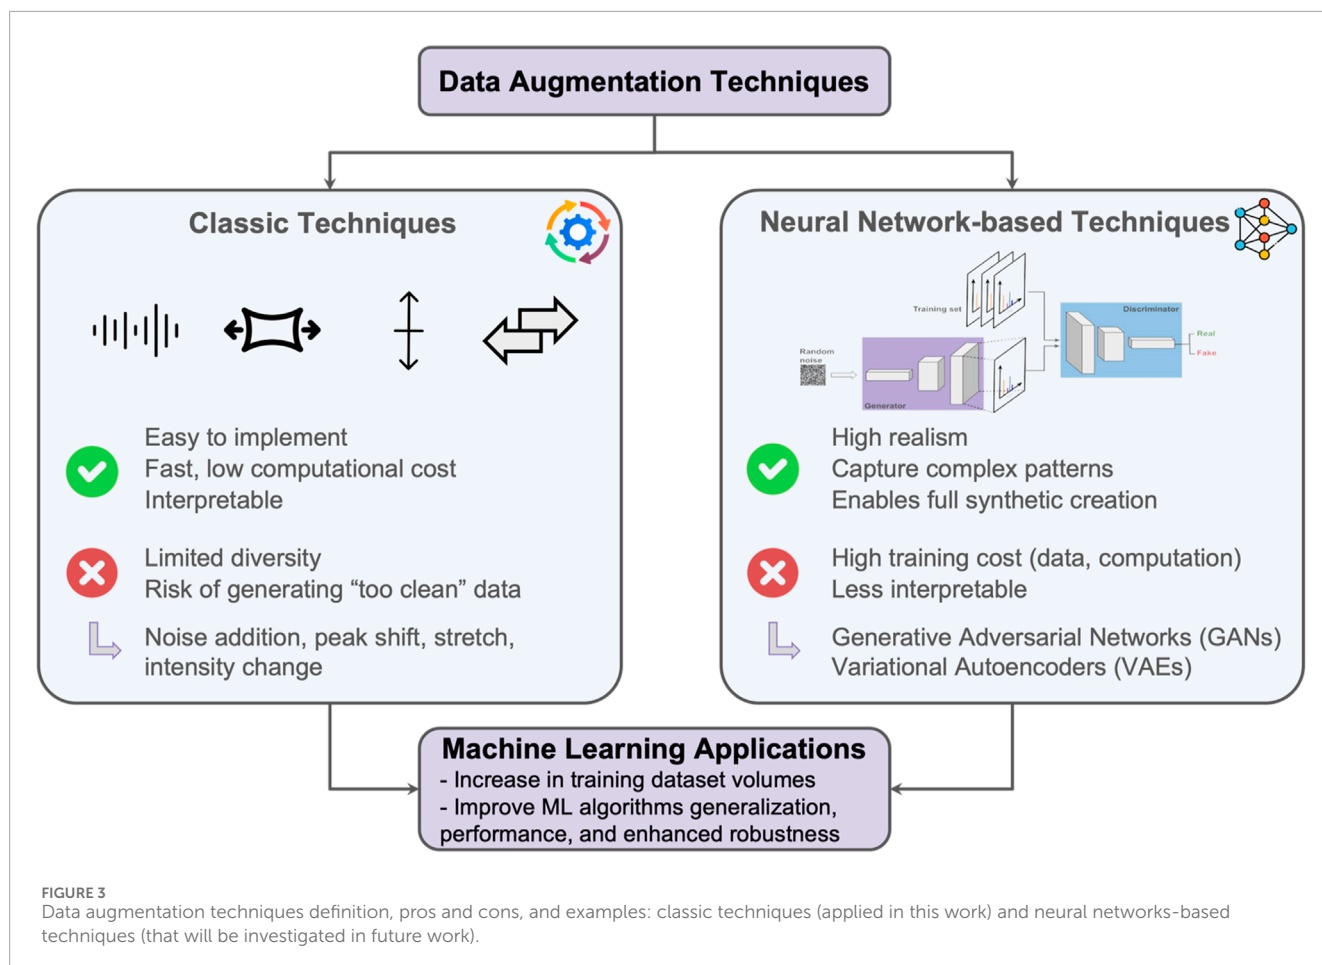 Data Augmentation Techniques
Classic Techniques
Easy to implement
Fast, low computational cost
Interpretable
Limited diversity
Risk of generating “too clean” data
Noise addition, peak shift, stretch,
intensity change
Neural Network-based Techniques
Training set
Discriminator
Real
Fake
Random
noise
Generator
High realism
Capture complex patterns
Enables full synthetic creation
High training cost (data, computation)
Less interpretable
Generative Adversarial Networks (GANs)
Variational Autoencoders (VAEs)
Machine Learning Applications
- Increase in training dataset volumes
- Improve ML algorithms generalization,
performance, and enhanced robustness
FIGURE 3
Data augmentation techniques definition, pros and cons, and examples: classic techniques (applied in this work) and neural networks-based
techniques (that will be investigated in future work).